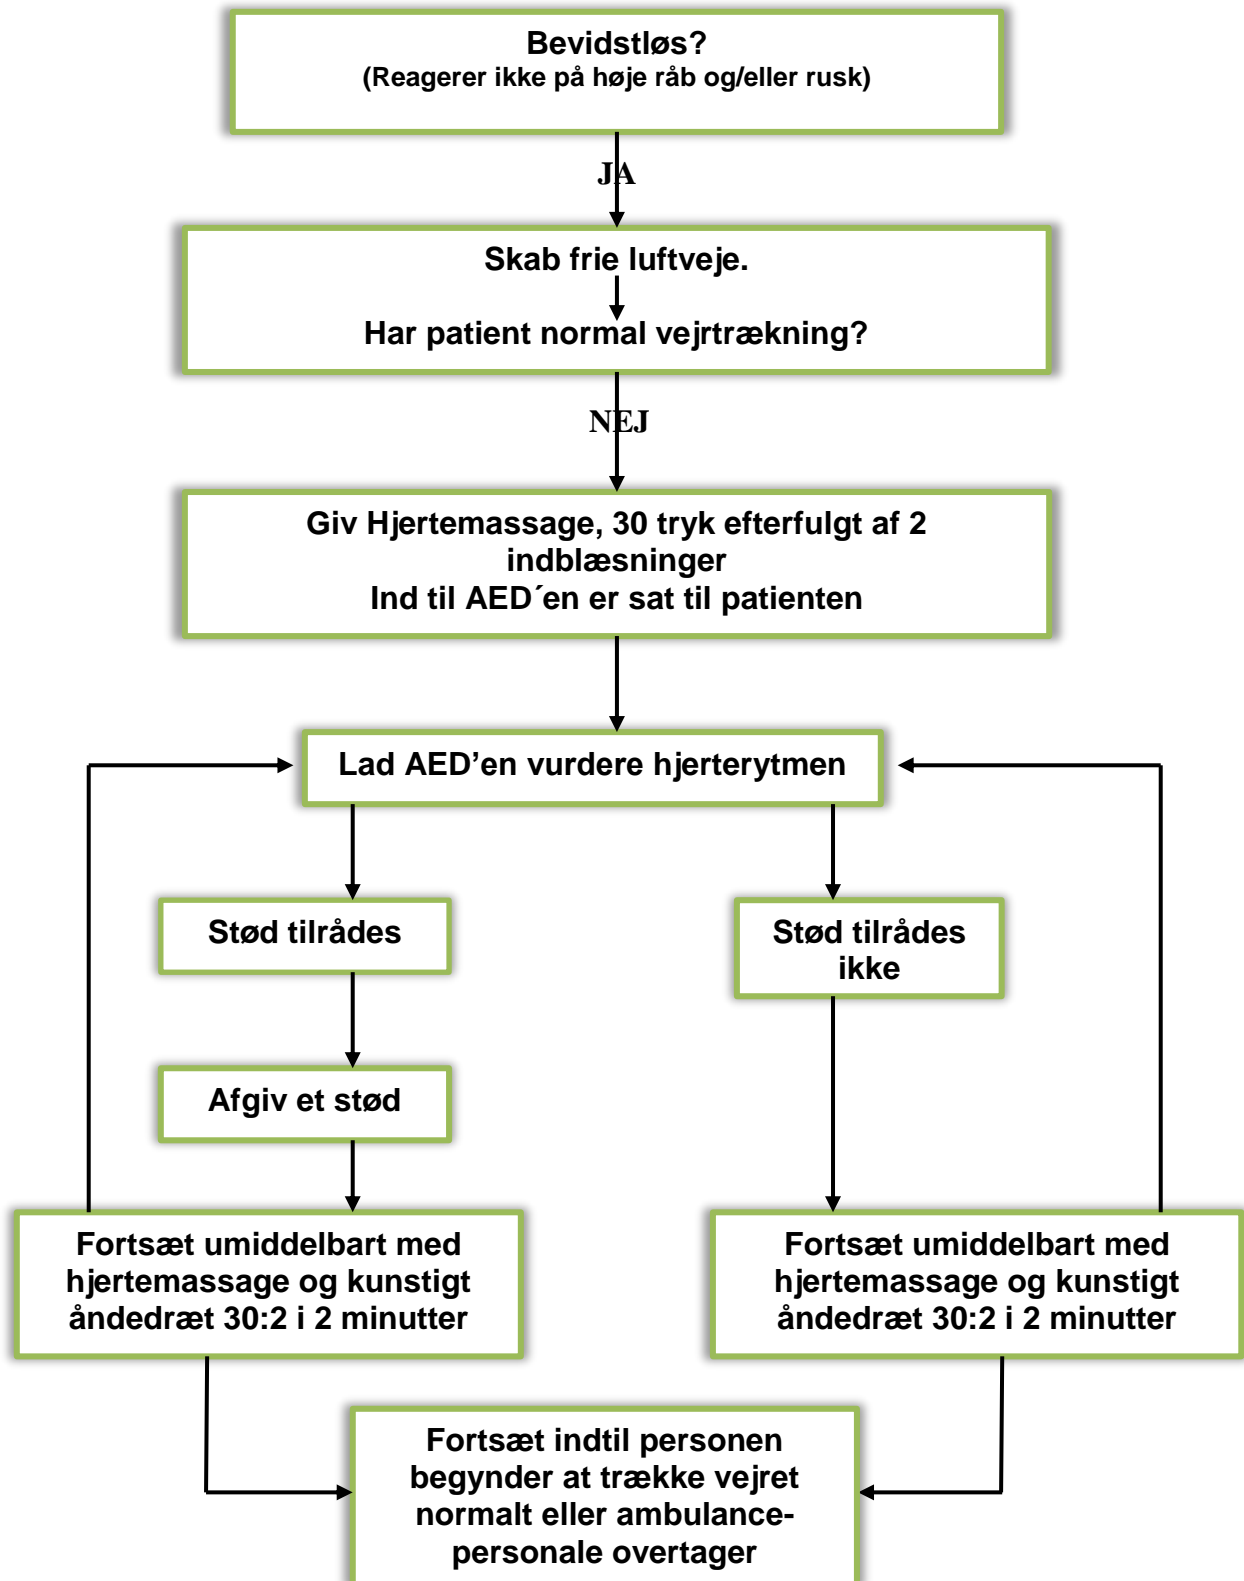 Bevidstløs?
(Reagerer ikke på høje råb og/eller rusk)
JA
Skab frie luftveje.
Har patient normal vejrtrækning?
NEJ
Giv Hjertemassage, 30 tryk efterfulgt af 2
indblæsninger
Ind til AED´en er sat til patienten
Lad AED’en vurdere hjerterytmen
Stød tilrådes
Afgiv et stød
Fortsæt umiddelbart med
hjertemassage og kunstigt
åndedræt 30:2 i 2 minutter
Stød tilrådes
ikke
Fortsæt umiddelbart med
hjertemassage og kunstigt
åndedræt 30:2 i 2 minutter
Fortsæt indtil personen
begynder at trække vejret
normalt eller ambulance-
personale overtager